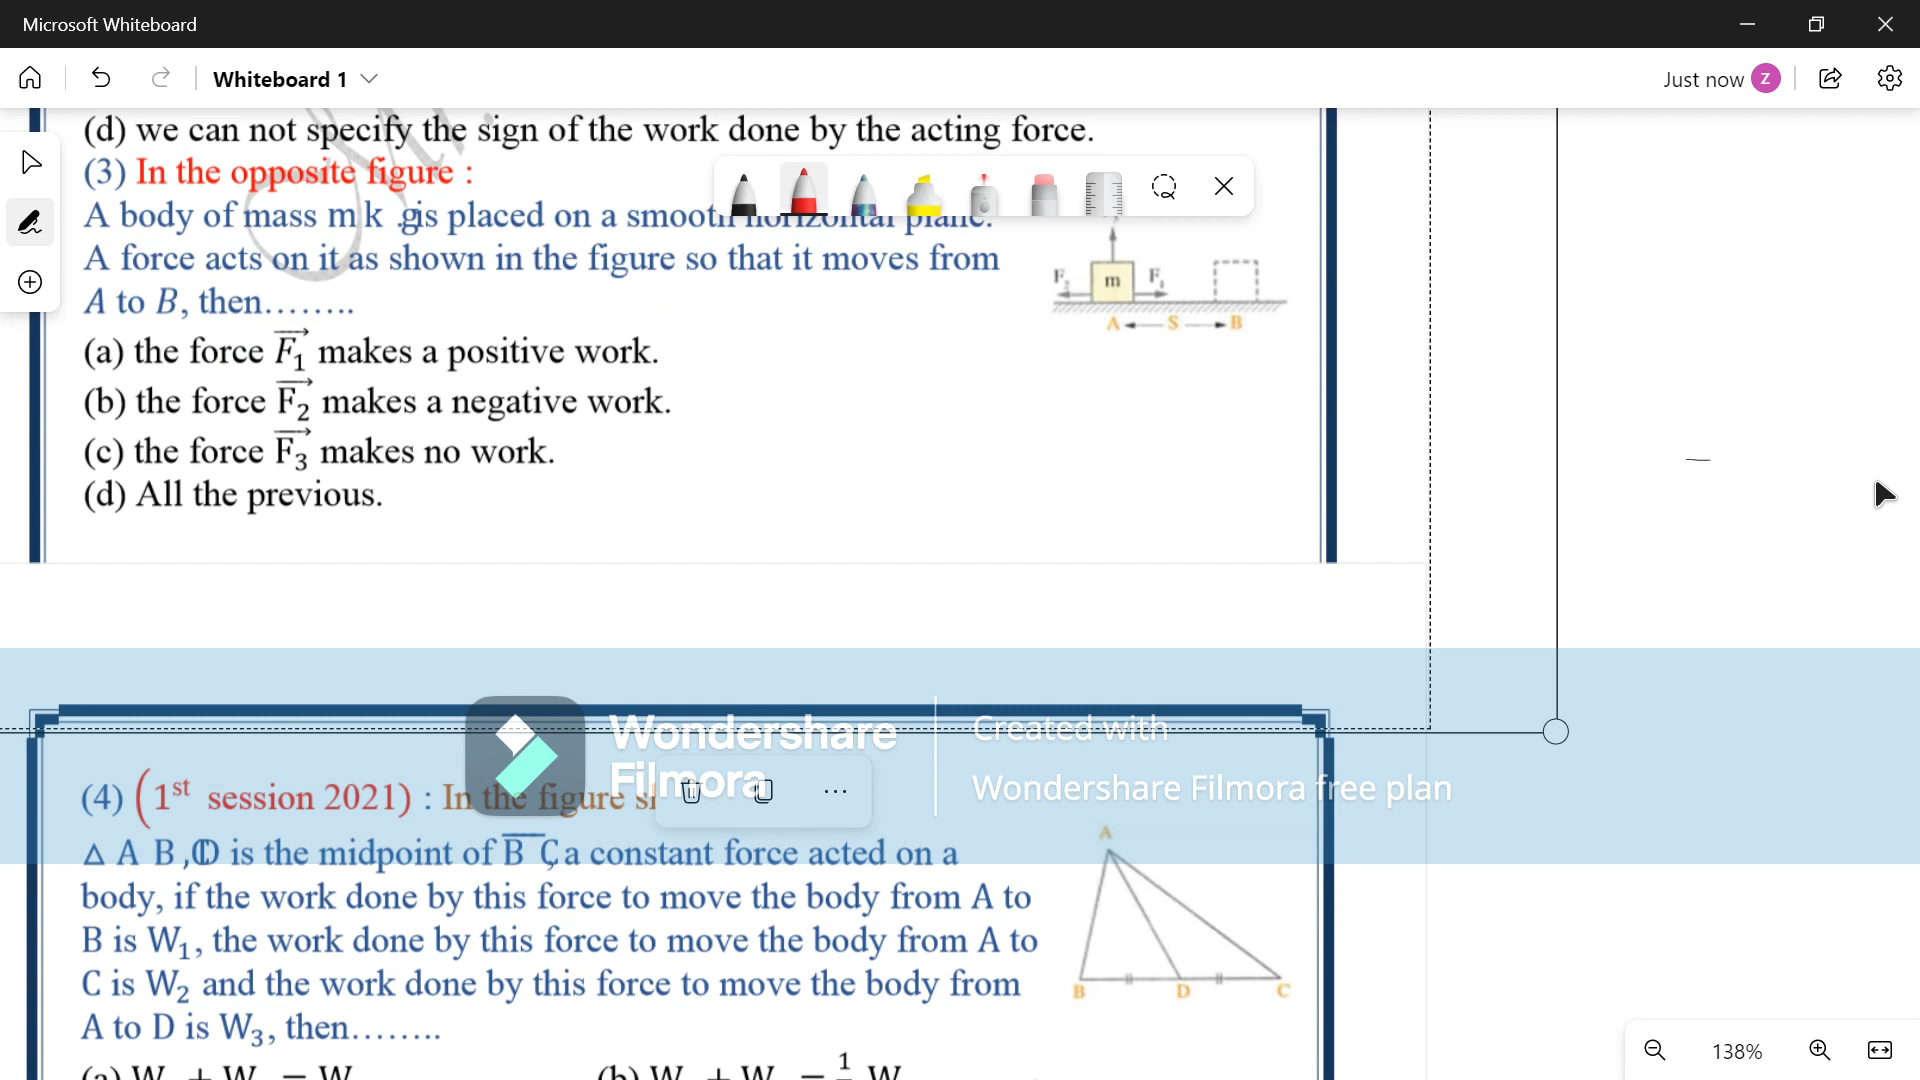 Microsoft Whiteboard
Whiteboard 1
Just now Z
(d) we can not specify the sign of the work done by the acting force.
(3) In the opposite figure :
A body of mass m k .gis placed on a smooth horizontal plane.
A force acts on it as shown in the figure so that it moves from
A to B, then........
F₂ m F₁
A S B
(a) the force F₁ makes a positive work.
(b) the force F₂ makes a negative work.
(c) the force F₃ makes no work.
(d) All the previous.
Wondershare
Filmora
Created with
Wondershare Filmora free plan
(4) (1st session 2021) : In the figure
Δ A B ,D is the midpoint of B C,a constant force acted on a
body, if the work done by this force to move the body from A to
B is W₁, the work done by this force to move the body from A to
C is W₂ and the work done by this force to move the body from
A to D is W₃, then........
A
B D C
(a) W + W = W
(b) W + W = 1 W
138%